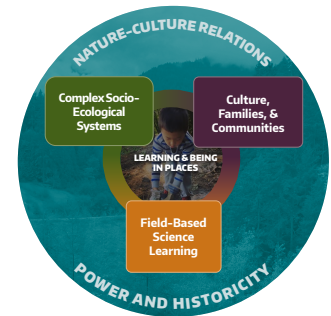 NATURE-CULTURE RELATIONS
Complex Socio-
Ecological
Systems
Culture,
Families, &
Communities
LEARNING & BEING
IN PLACES
Field-Based
Science
Learning
POWER AND HISTORICITY